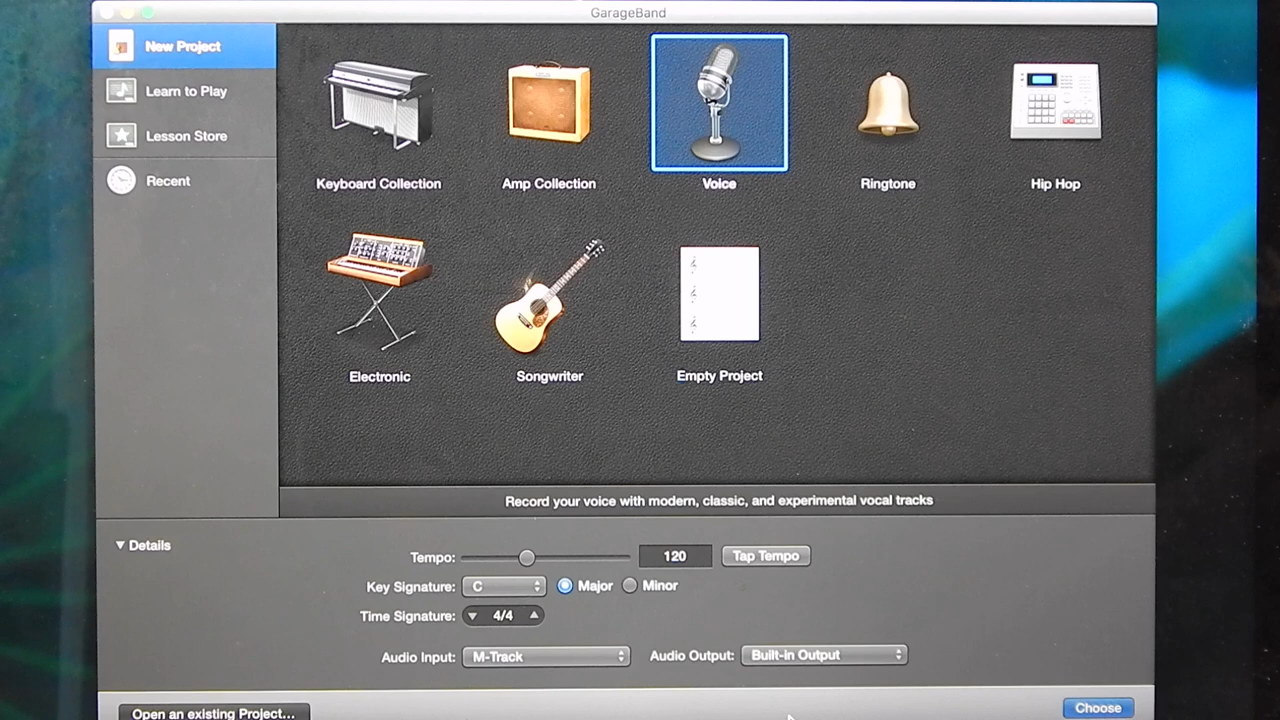 GarageBand
New Project
Learn to Play
Lesson Store
Recent
Keyboard Collection
Amp Collection
Voice
Ringtone
Hip Hop
Electronic
Songwriter
Empty Project
Record your voice with modern, classic, and experimental vocal tracks
Details
Tempo: 120 Tap Tempo
Key Signature: C Major Minor
Time Signature: 4/4
Audio Input: M-Track Audio Output: Built-in Output
Open an existing Project... Choose